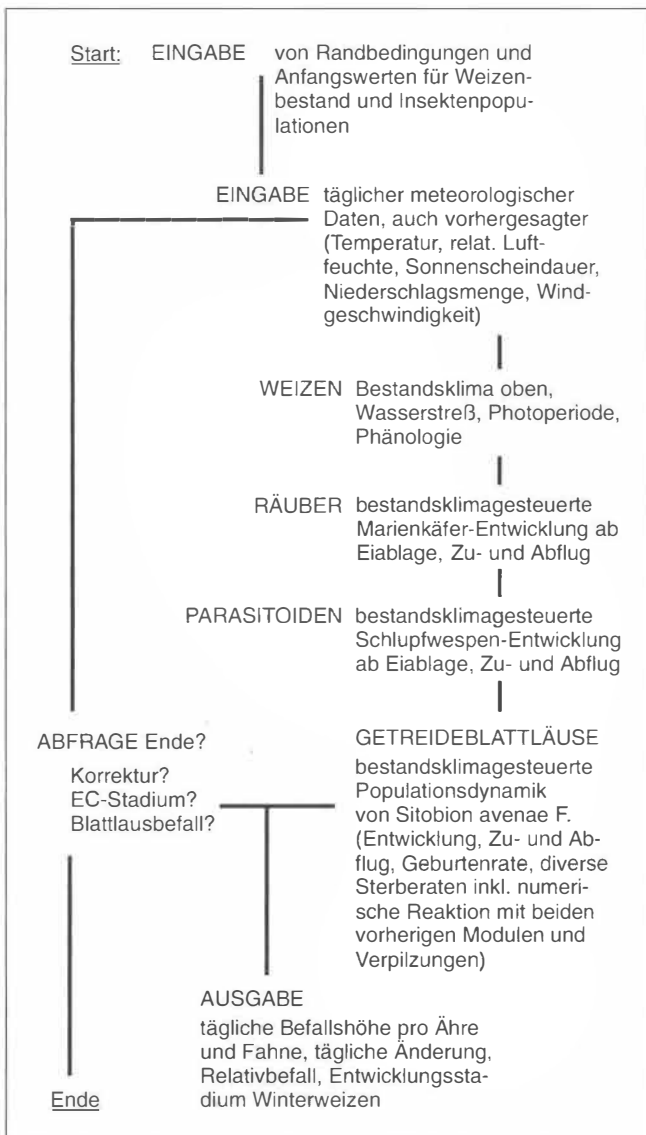 Start: EINGABE von Randbedingungen und
Anfangswerten für Weizen-
bestand und Insektenpopu-
lationen
EINGABE täglicher meteorologischer
Daten, auch vorhergesagter
(Temperatur, relat. Luft-
feuchte, Sonnenscheindauer,
Niederschlagsmenge, Wind-
geschwindigkeit)
WEIZEN Bestandsklima oben,
Wasserstreß, Photoperiode,
Phänologie
RÄUBER bestandsklimagesteuerte
Marienkäfer-Entwicklung ab
Eiablage, Zu- und Abflug
PARASITOIDEN bestandsklimagesteuerte
Schlupfwespen-Entwicklung
ab Eiablage, Zu- und Abflug
ABFRAGE Ende?
Korrektur?
EC-Stadium?
Blattlausbefall?
GETREIDEBLATTLÄUSE
bestandsklimagesteuerte
Populationsdynamik
von Sitobion avenae F.
(Entwicklung, Zu- und Ab-
flug, Geburtenrate, diverse
Sterberaten inkl. numeri-
sche Reaktion mit beiden
vorherigen Modulen und
Verpilzungen)
AUSGABE
tägliche Befallshöhe pro Ähre
und Fahne, tägliche Änderung,
Relativbefall, Entwicklungssta-
dium Winterweizen
Ende